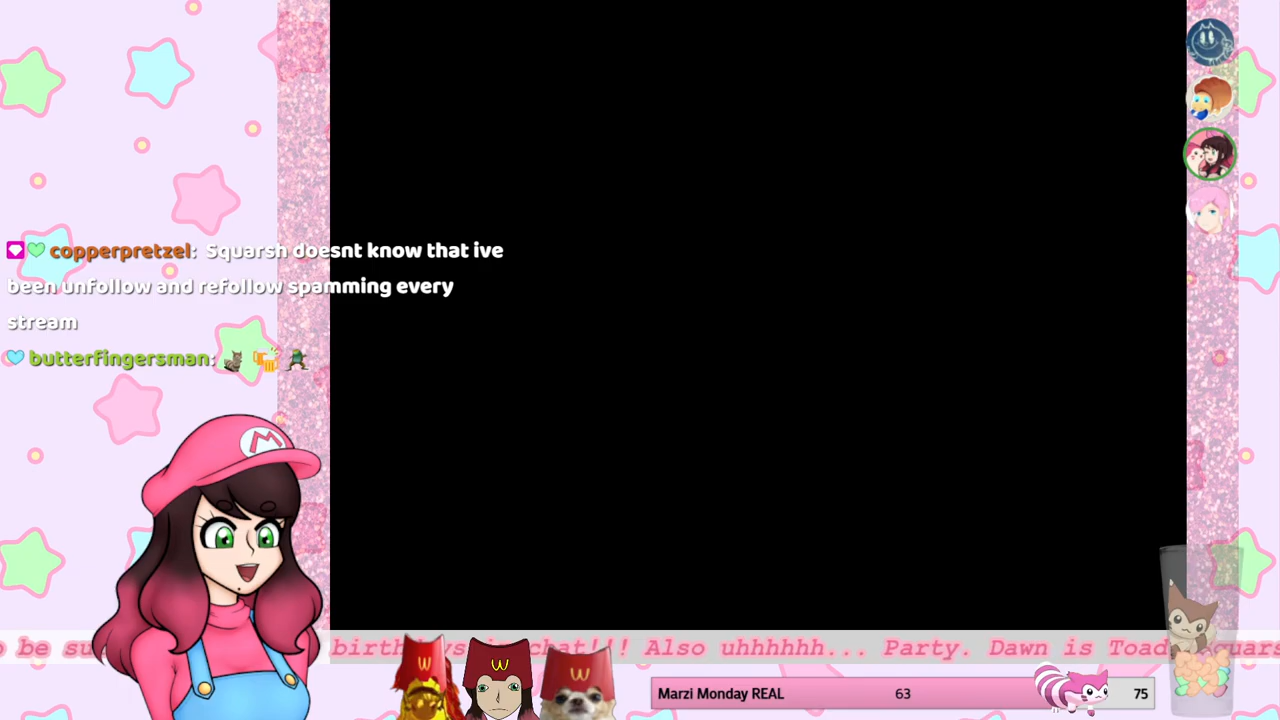 copperpretzel: Squarsh doesnt know that ive
been unfollow and refollow spamming every
stream
butterfingersman:
M
be su birth chat!!! Also uhhhhhh... Party. Dawn is Toad
W W W
Marzi Monday REAL 63 75